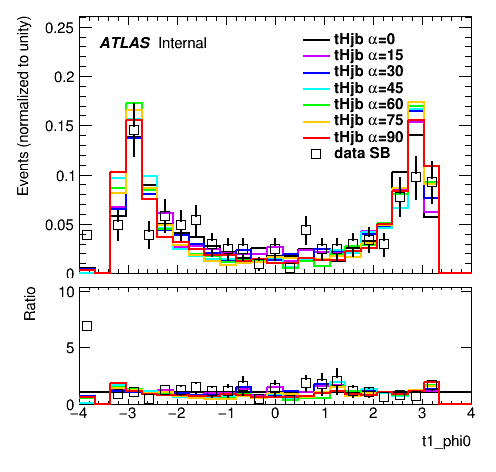 0.25
0.2
0.15
0.1
0.05
0
Events (normalized to unity)
ATLAS Internal
tHjb α=0
tHjb α=15
tHjb α=30
tHjb α=45
tHjb α=60
tHjb α=75
tHjb α=90
data SB
10
5
0
Ratio
−4 −3 −2 −1 0 1 2 3 4
t1_phi0